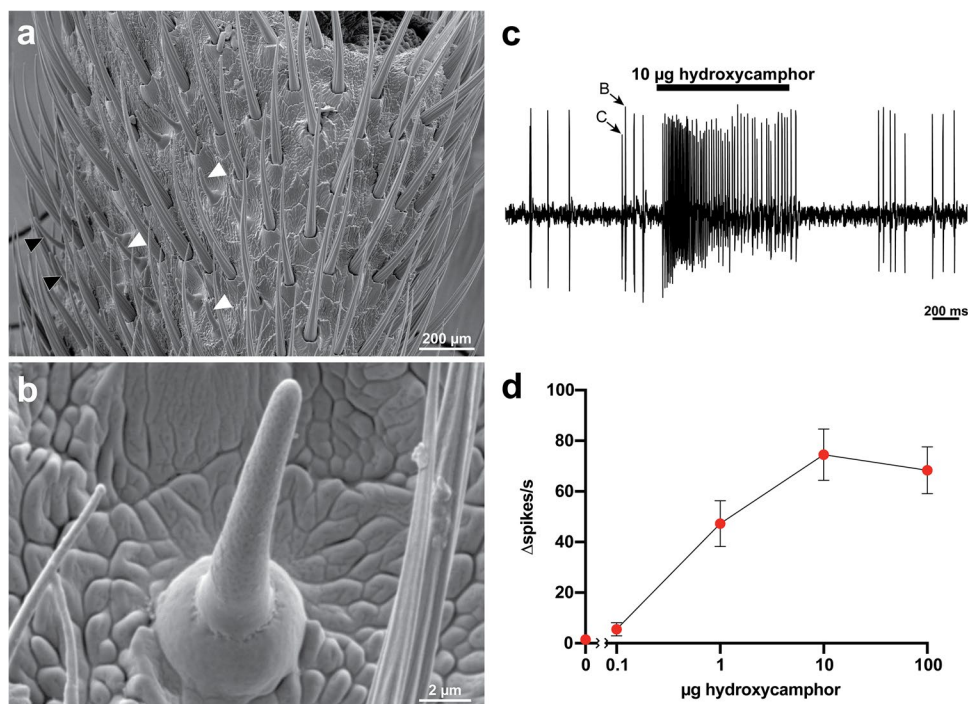 a
200 µm
b
2 µm
c
10 µg hydroxycamphor
B
C
200 ms
d
100
80
60
40
20
0
Δspikes/s
0 0.1 1 10 100
µg hydroxycamphor